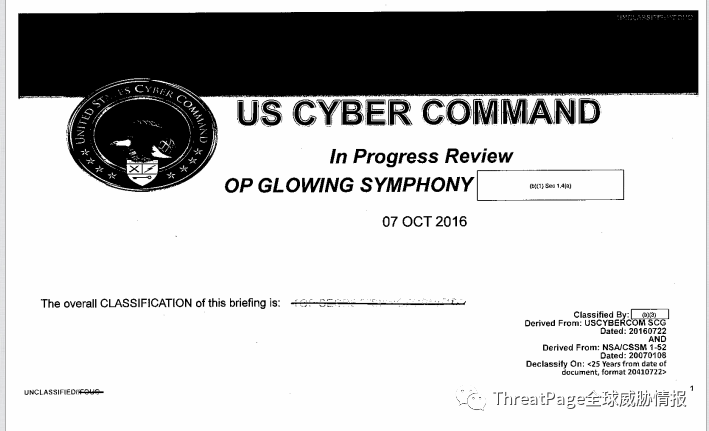 UNCLASSIFIED//FOUO
UNITED STATES CYBER COMMAND
US CYBER COMMAND
In Progress Review
OP GLOWING SYMPHONY
(b)(1) Sec 1.4(a)
07 OCT 2016
The overall CLASSIFICATION of this briefing is:
Classified By: (b)(3)
Derived From: USCYBERCOM SCG
Dated: 20160722
AND
Derived From: NSA/CSSM 1-52
Dated: 20070108
Declassify On: <25 Years from date of
document, format 20410722>
UNCLASSIFIED//FOUO
1
ThreatPage全球威胁情报